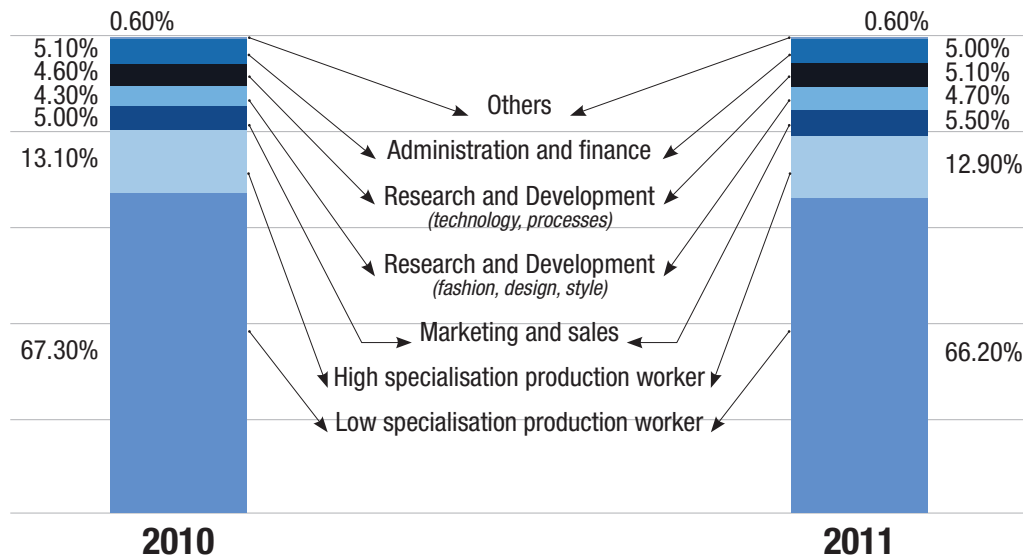 0.60%
5.10%
4.60%
4.30%
5.00%
13.10%
67.30%
Others
Administration and finance
Research and Development
(technology, processes)
Research and Development
(fashion, design, style)
Marketing and sales
High specialisation production worker
Low specialisation production worker
0.60%
5.00%
5.10%
4.70%
5.50%
12.90%
66.20%
2010
2011